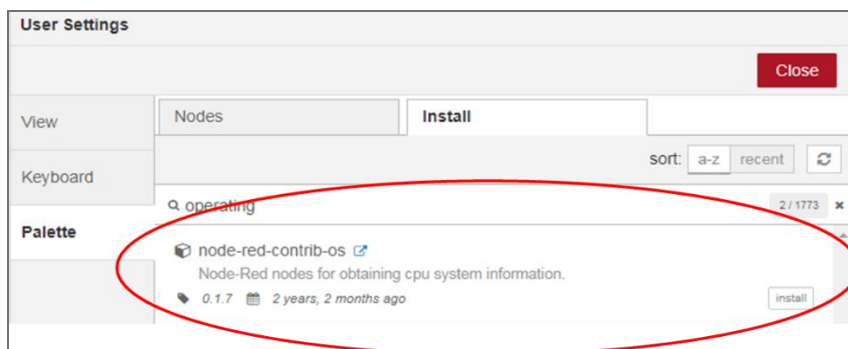 User Settings
Close
View
Nodes
Install
sort: a-z recent
Keyboard
operating
2 / 1773
Palette
node-red-contrib-os
Node-Red nodes for obtaining cpu system information.
0.1.7 2 years, 2 months ago
install